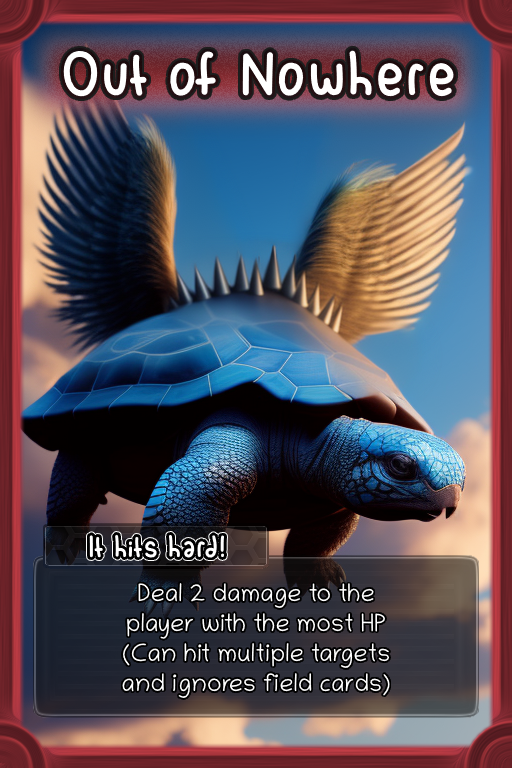 Out of Nowhere
It hits hard!
Deal 2 damage to the
player with the most HP
(Can hit multiple targets
and ignores field cards)